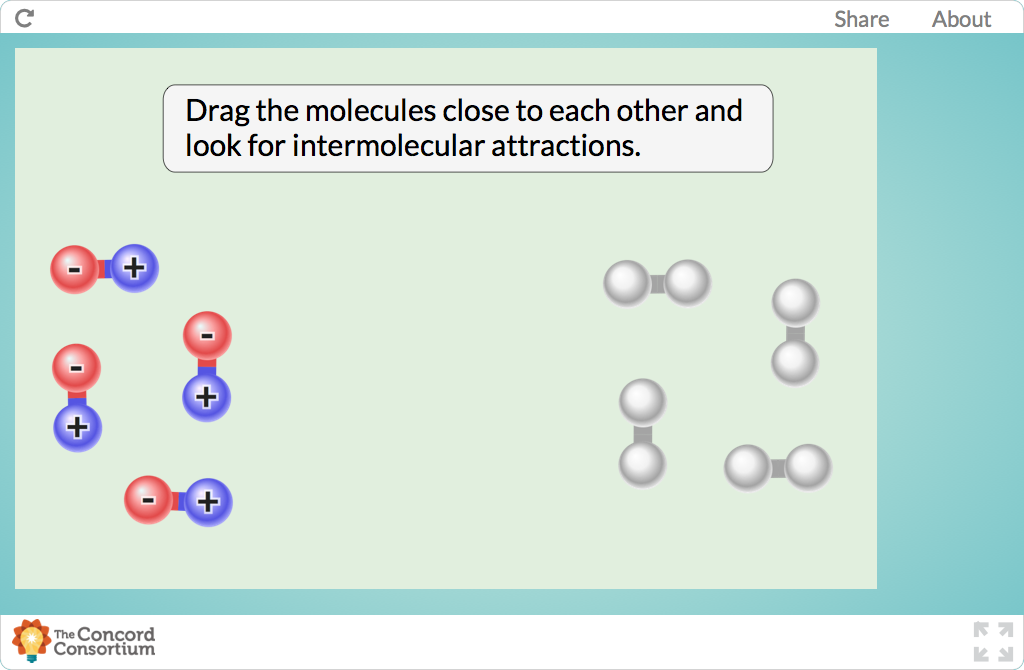 Share About
Drag the molecules close to each other and
look for intermolecular attractions.
- +
-
-
+
+
- +
The Concord
Consortium